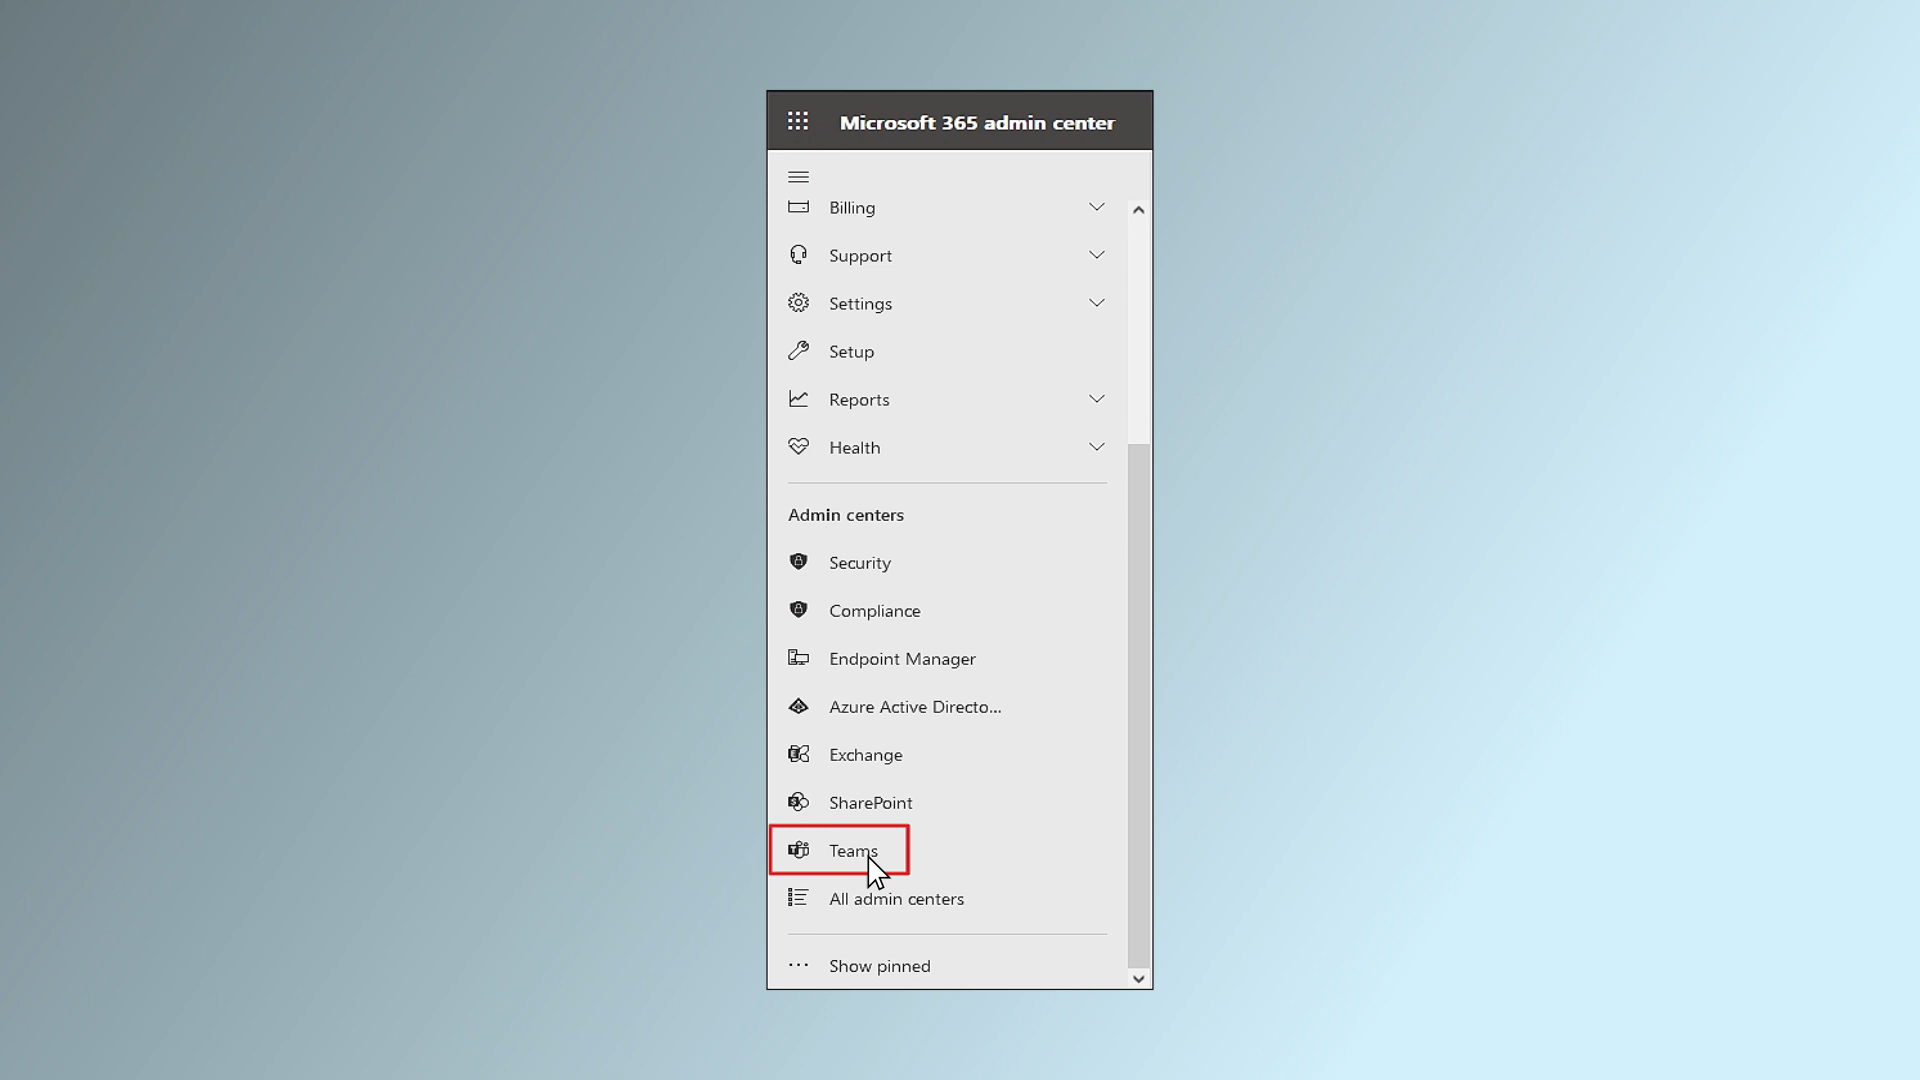 Microsoft 365 admin center
Billing
Support
Settings
Setup
Reports
Health
Admin centers
Security
Compliance
Endpoint Manager
Azure Active Directo...
Exchange
SharePoint
Teams
All admin centers
Show pinned